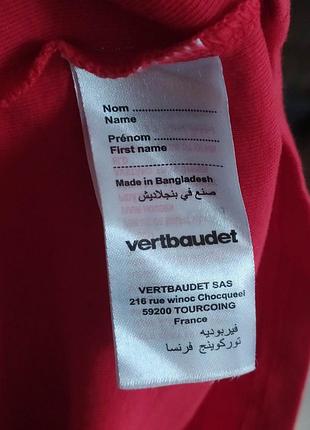 Nom ....................
Name
Prénom ..................
First name
Made in Bangladesh
صنع في بنجلاديش
vertbaudet
VERTBAUDET SAS
216 rue winoc Chocqueel
59200 TOURCOING
France
فيربوديه
توركوينج فرنسا